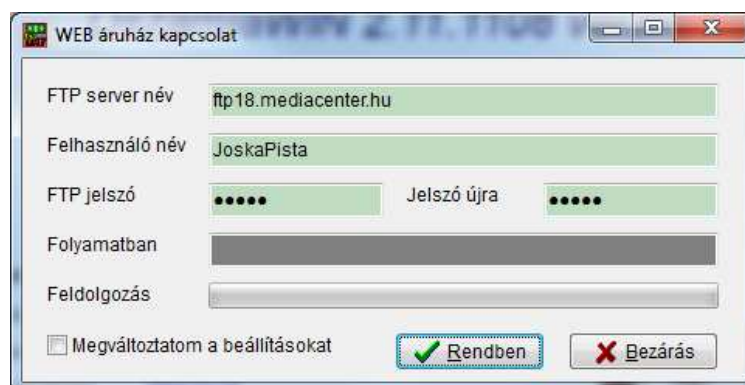 WEB áruház kapcsolat
FTP server név ftp18.mediacenter.hu
Felhasználó név JoskaPista
FTP jelszó ●●●●● Jelszó újra ●●●●●
Folyamatban
Feldolgozás
Megváltoztatom a beállításokat Rendben Bezárás